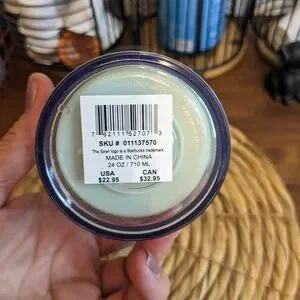 7 62111 52707 3
SKU # 011137570
The Siren logo is a Starbucks trademark.
MADE IN CHINA
24 OZ / 710 ML
USA CAN
$22.95 $32.95